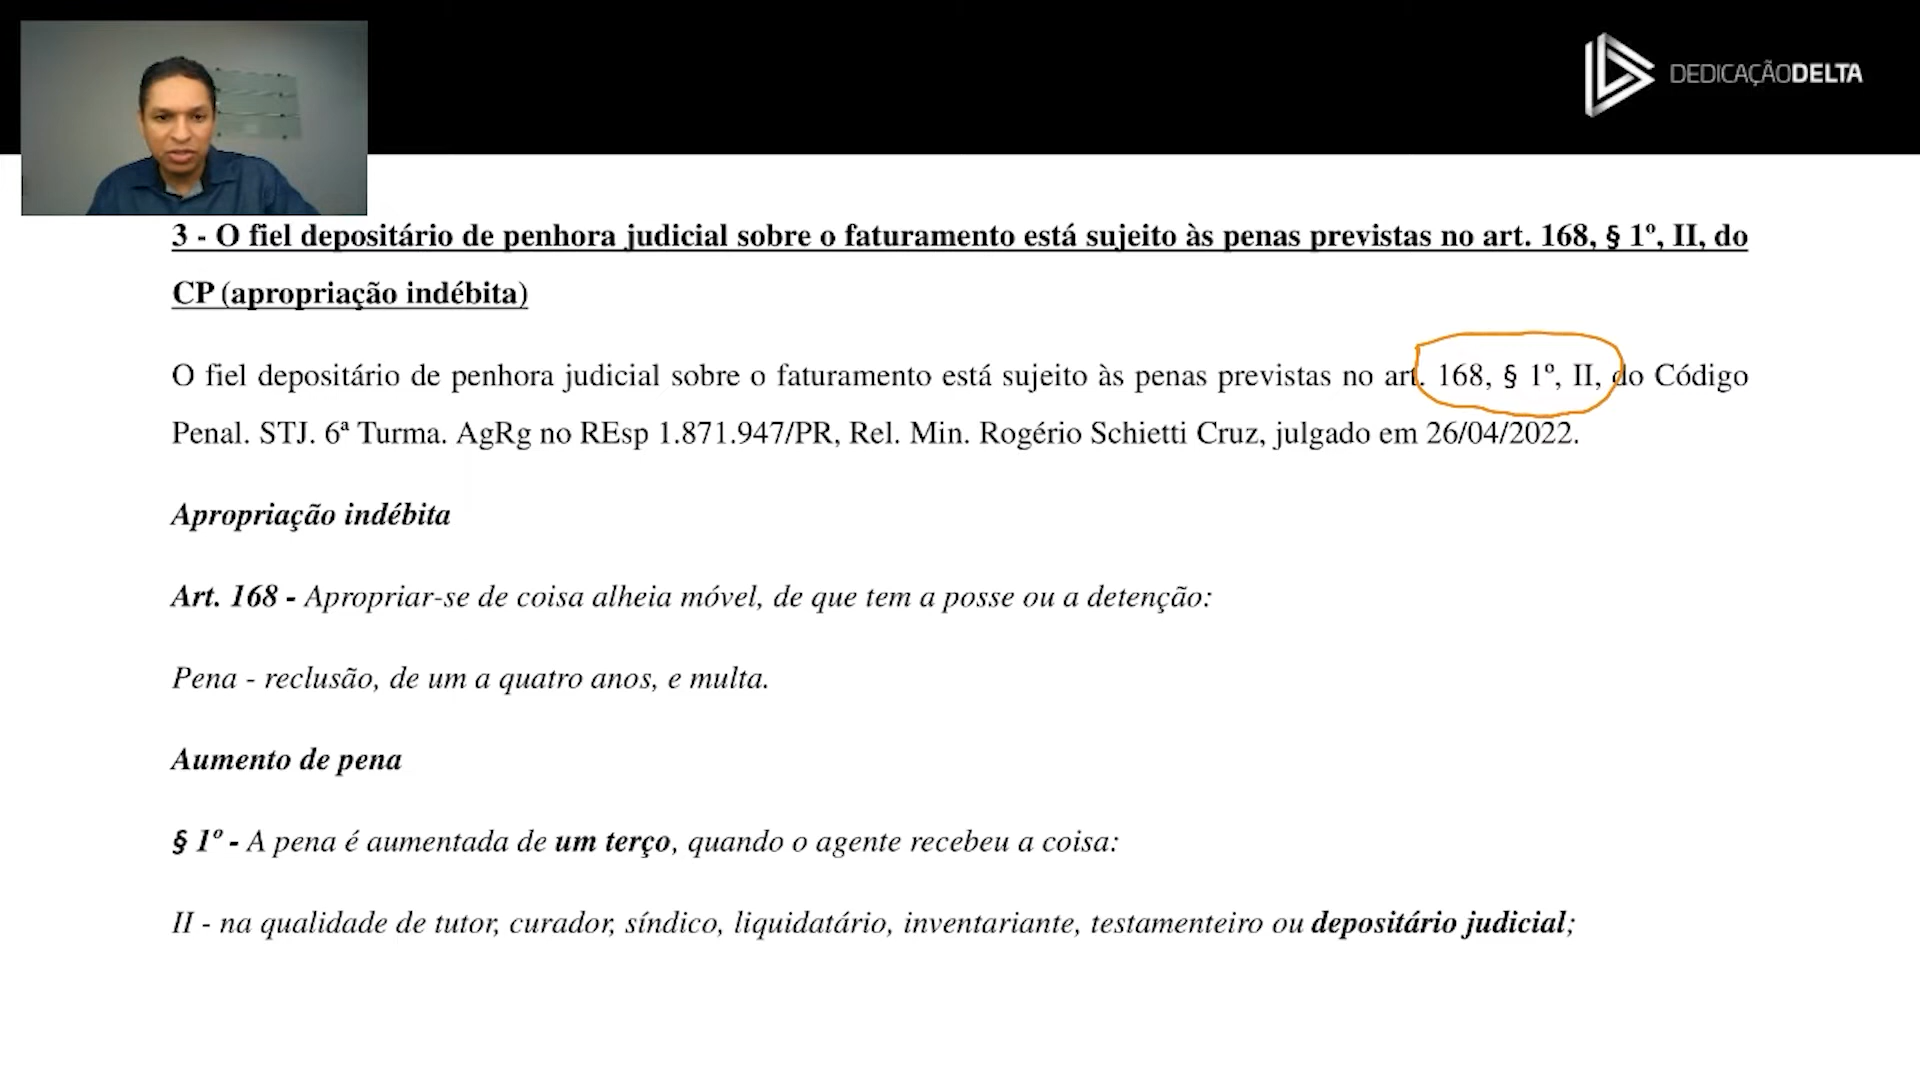 DEDICAÇÃODELTA
3 - O fiel depositário de penhora judicial sobre o faturamento está sujeito às penas previstas no art. 168, § 1º, II, do
CP (apropriação indébita)
O fiel depositário de penhora judicial sobre o faturamento está sujeito às penas previstas no art. 168, § 1º, II, do Código
Penal. STJ. 6ª Turma. AgRg no REsp 1.871.947/PR, Rel. Min. Rogério Schietti Cruz, julgado em 26/04/2022.
Apropriação indébita
Art. 168 - Apropriar-se de coisa alheia móvel, de que tem a posse ou a detenção:
Pena - reclusão, de um a quatro anos, e multa.
Aumento de pena
§ 1º - A pena é aumentada de um terço, quando o agente recebeu a coisa:
II - na qualidade de tutor, curador, síndico, liquidatário, inventariante, testamenteiro ou depositário judicial;